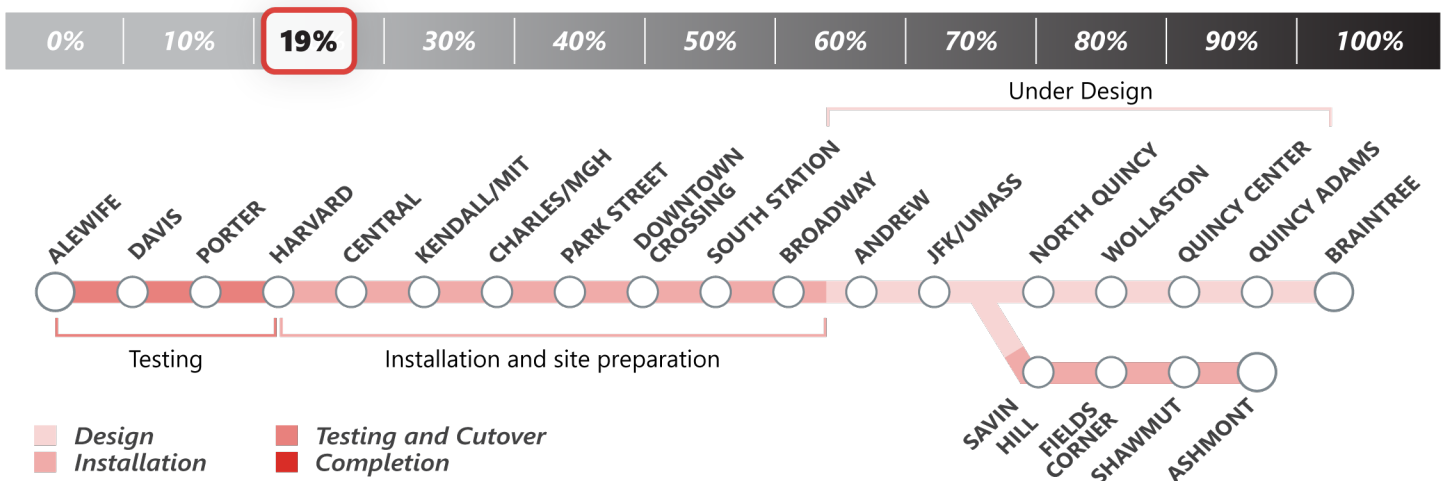 0% 10% 19% 30% 40% 50% 60% 70% 80% 90% 100%
Under Design
ALEWIFE
DAVIS
PORTER
HARVARD
CENTRAL
KENDALL/MIT
CHARLES/MGH
PARK STREET
DOWNTOWN
CROSSING
SOUTH STATION
BROADWAY
ANDREW
JFK/UMASS
NORTH QUINCY
WOLLASTON
QUINCY CENTER
QUINCY ADAMS
BRAINTREE
Testing
Installation and site preparation
SAVIN
HILL
FIELDS
CORNER
SHAWMUT
ASHMONT
Design
Installation
Testing and Cutover
Completion